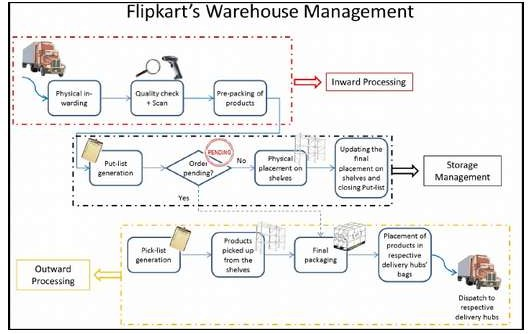 Flipkart's Warehouse Management
Physical in-
warding
Quality check
+ Scan
Pre-packing of
products
Inward Processing
Put-list
generation
Order
pending?
PENDING
No
Yes
Physical
placement on
shelves
Updating the
final
placement on
shelves and
closing Put-list
Storage
Management
Outward
Processing
Pick-list
generation
Products
picked up
from the
shelves
Final
packaging
Placement of
products in
respective
delivery hubs'
bags
Dispatch to
respective
delivery hubs